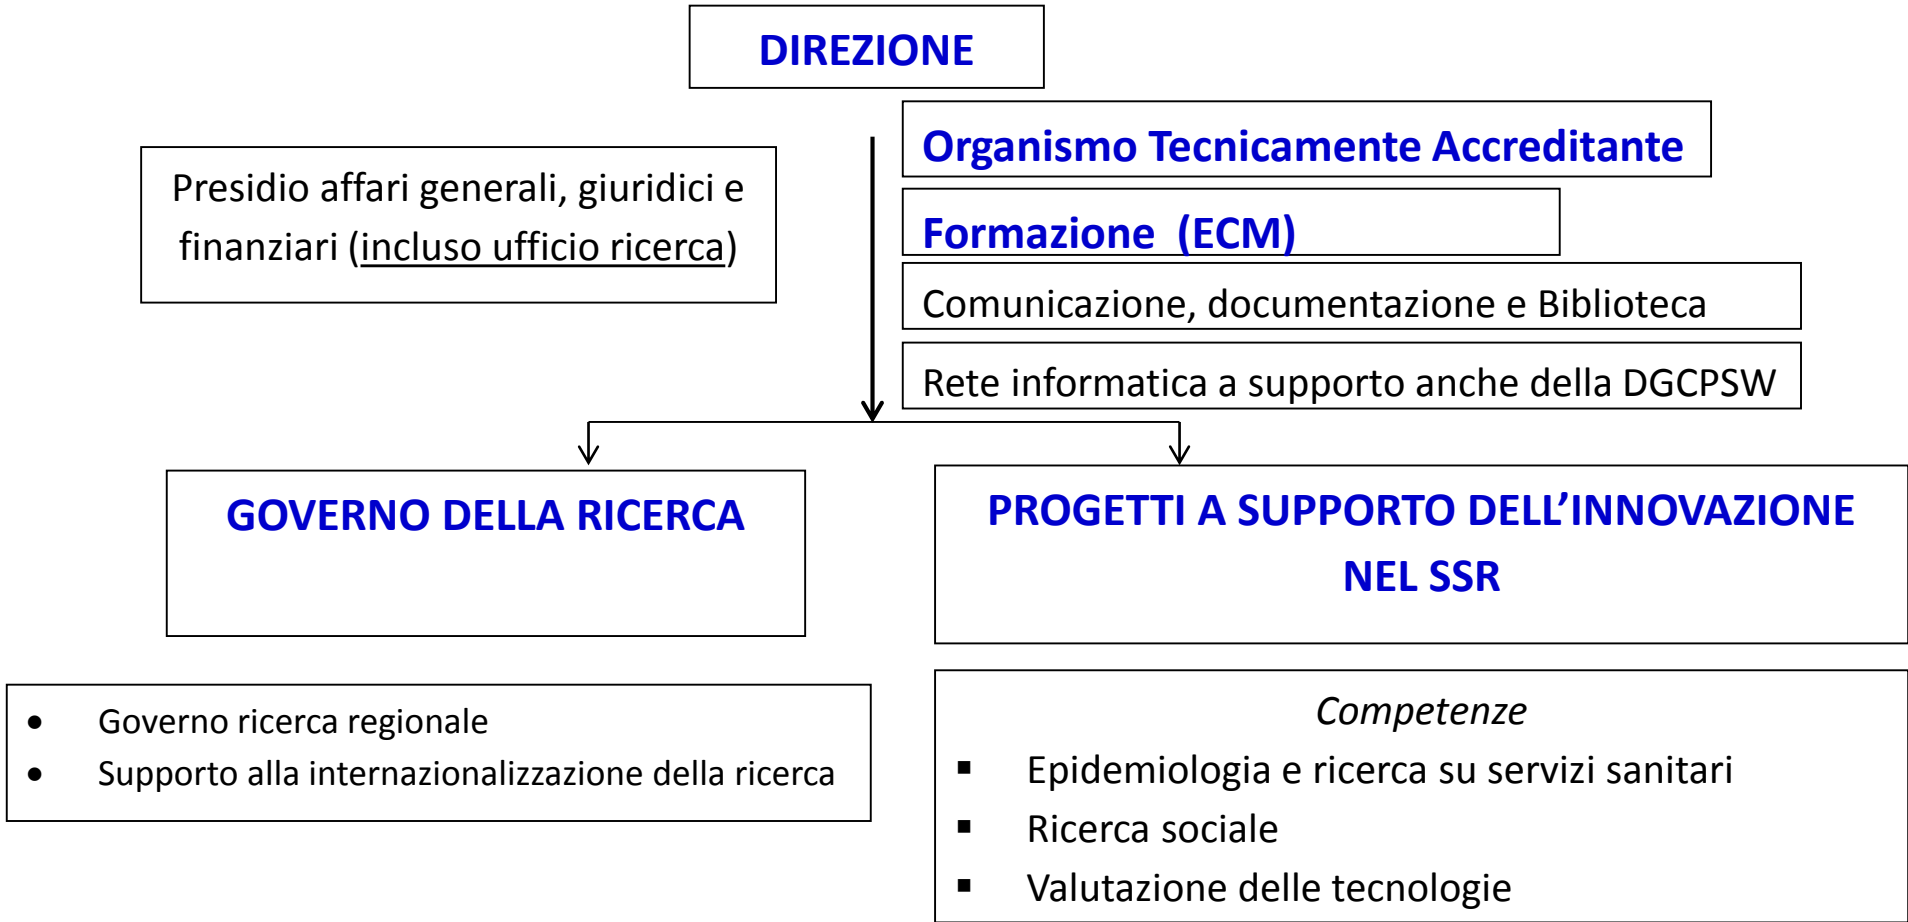 DIREZIONE
Organismo Tecnicamente Accreditante
Presidio affari generali, giuridici e
finanziari (incluso ufficio ricerca)
Formazione (ECM)
Comunicazione, documentazione e Biblioteca
Rete informatica a supporto anche della DGCPSW
GOVERNO DELLA RICERCA
PROGETTI A SUPPORTO DELL’INNOVAZIONE
NEL SSR
• Governo ricerca regionale
• Supporto alla internazionalizzazione della ricerca
Competenze
▪ Epidemiologia e ricerca su servizi sanitari
▪ Ricerca sociale
▪ Valutazione delle tecnologie